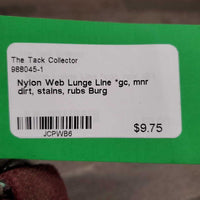 The Tack Collector
988045-1
Nylon Web Lunge Line *gc, mnr
dirt, stains, rubs Burg
JCPWB6
$9.75